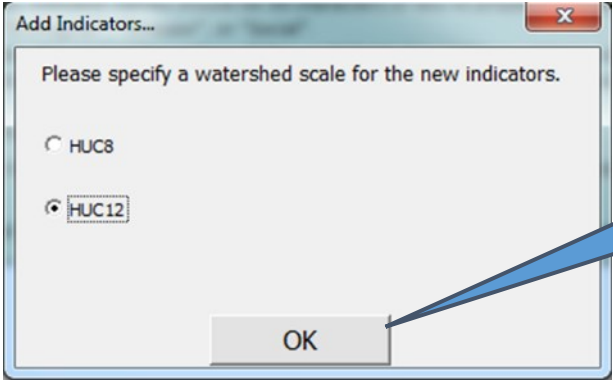 Add Indicators...
Please specify a watershed scale for the new indicators.
HUC8
HUC12
OK